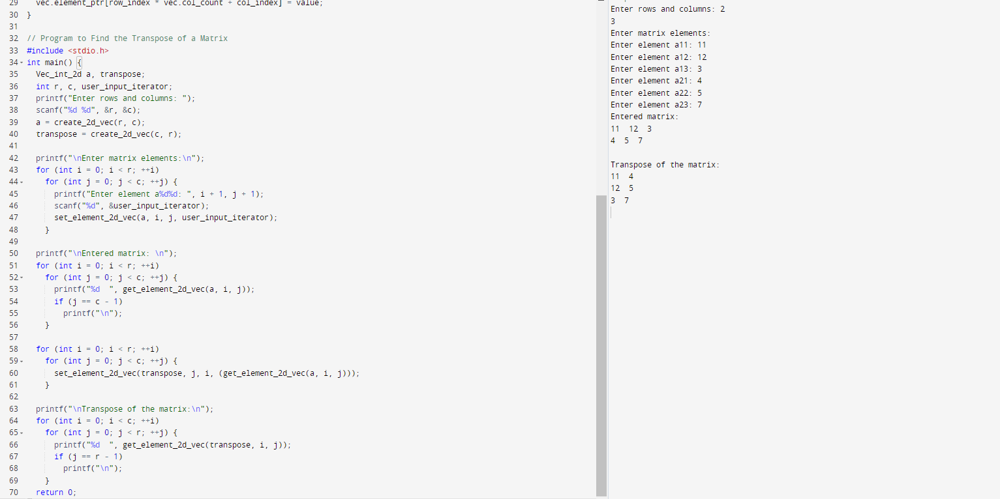 29 vec.element_ptr[row_index * vec.col_count + col_index] = value;
30 }
31
32 // Program to Find the Transpose of a Matrix
33 #include <stdio.h>
34 int main() {
35 Vec_int_2d a, transpose;
36 int r, c, user_input_iterator;
37 printf("Enter rows and columns: ");
38 scanf("%d %d", &r, &c);
39 a = create_2d_vec(r, c);
40 transpose = create_2d_vec(c, r);
41
42 printf("\nEnter matrix elements:\n");
43 for (int i = 0; i < r; ++i)
44 for (int j = 0; j < c; ++j) {
45 printf("Enter element a%d%d: ", i + 1, j + 1);
46 scanf("%d", &user_input_iterator);
47 set_element_2d_vec(a, i, j, user_input_iterator);
48 }
49
50 printf("\nEntered matrix: \n");
51 for (int i = 0; i < r; ++i)
52 for (int j = 0; j < c; ++j) {
53 printf("%d  ", get_element_2d_vec(a, i, j));
54 if (j == c - 1)
55 printf("\n");
56 }
57
58 for (int i = 0; i < r; ++i)
59 for (int j = 0; j < c; ++j) {
60 set_element_2d_vec(transpose, j, i, (get_element_2d_vec(a, i, j)));
61 }
62
63 printf("\nTranspose of the matrix:\n");
64 for (int i = 0; i < c; ++i)
65 for (int j = 0; j < r; ++j) {
66 printf("%d  ", get_element_2d_vec(transpose, i, j));
67 if (j == r - 1)
68 printf("\n");
69 }
70 return 0;
Enter rows and columns: 2
3
Enter matrix elements:
Enter element a11: 11
Enter element a12: 12
Enter element a13: 3
Enter element a21: 4
Enter element a22: 5
Enter element a23: 7
Entered matrix:
11  12  3
4  5  7
Transpose of the matrix:
11  4
12  5
3  7